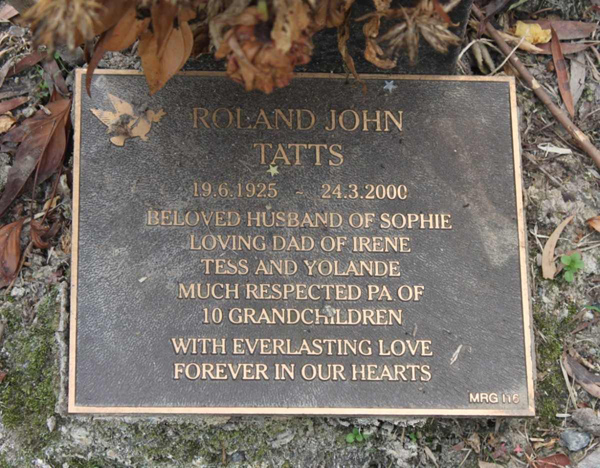 ROLAND JOHN
TATTS
19.6.1925 - 24.3.2000
BELOVED HUSBAND OF SOPHIE
LOVING DAD OF IRENE
TESS AND YOLANDE
MUCH RESPECTED PA OF
10 GRANDCHILDREN
WITH EVERLASTING LOVE
FOREVER IN OUR HEARTS
MRG 116